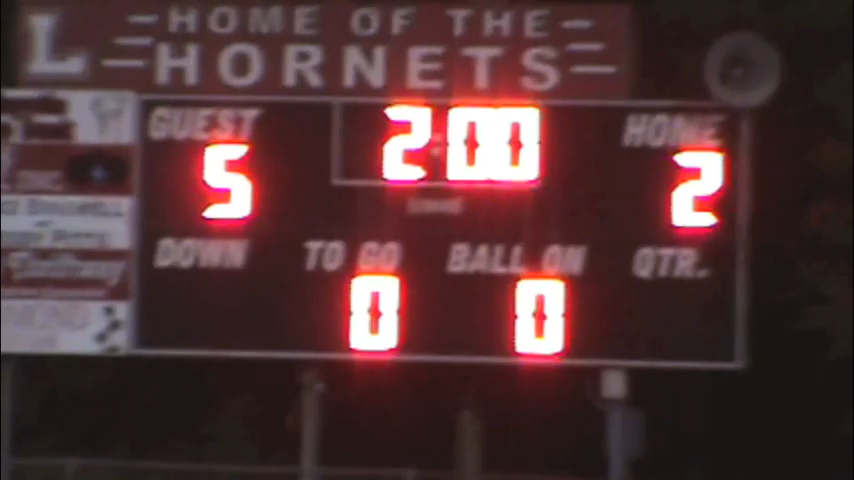 L HOME OF THE
HORNETS
GUEST 2:00 HOME
5 2
DOWN TO GO BALL ON QTR.
0 0